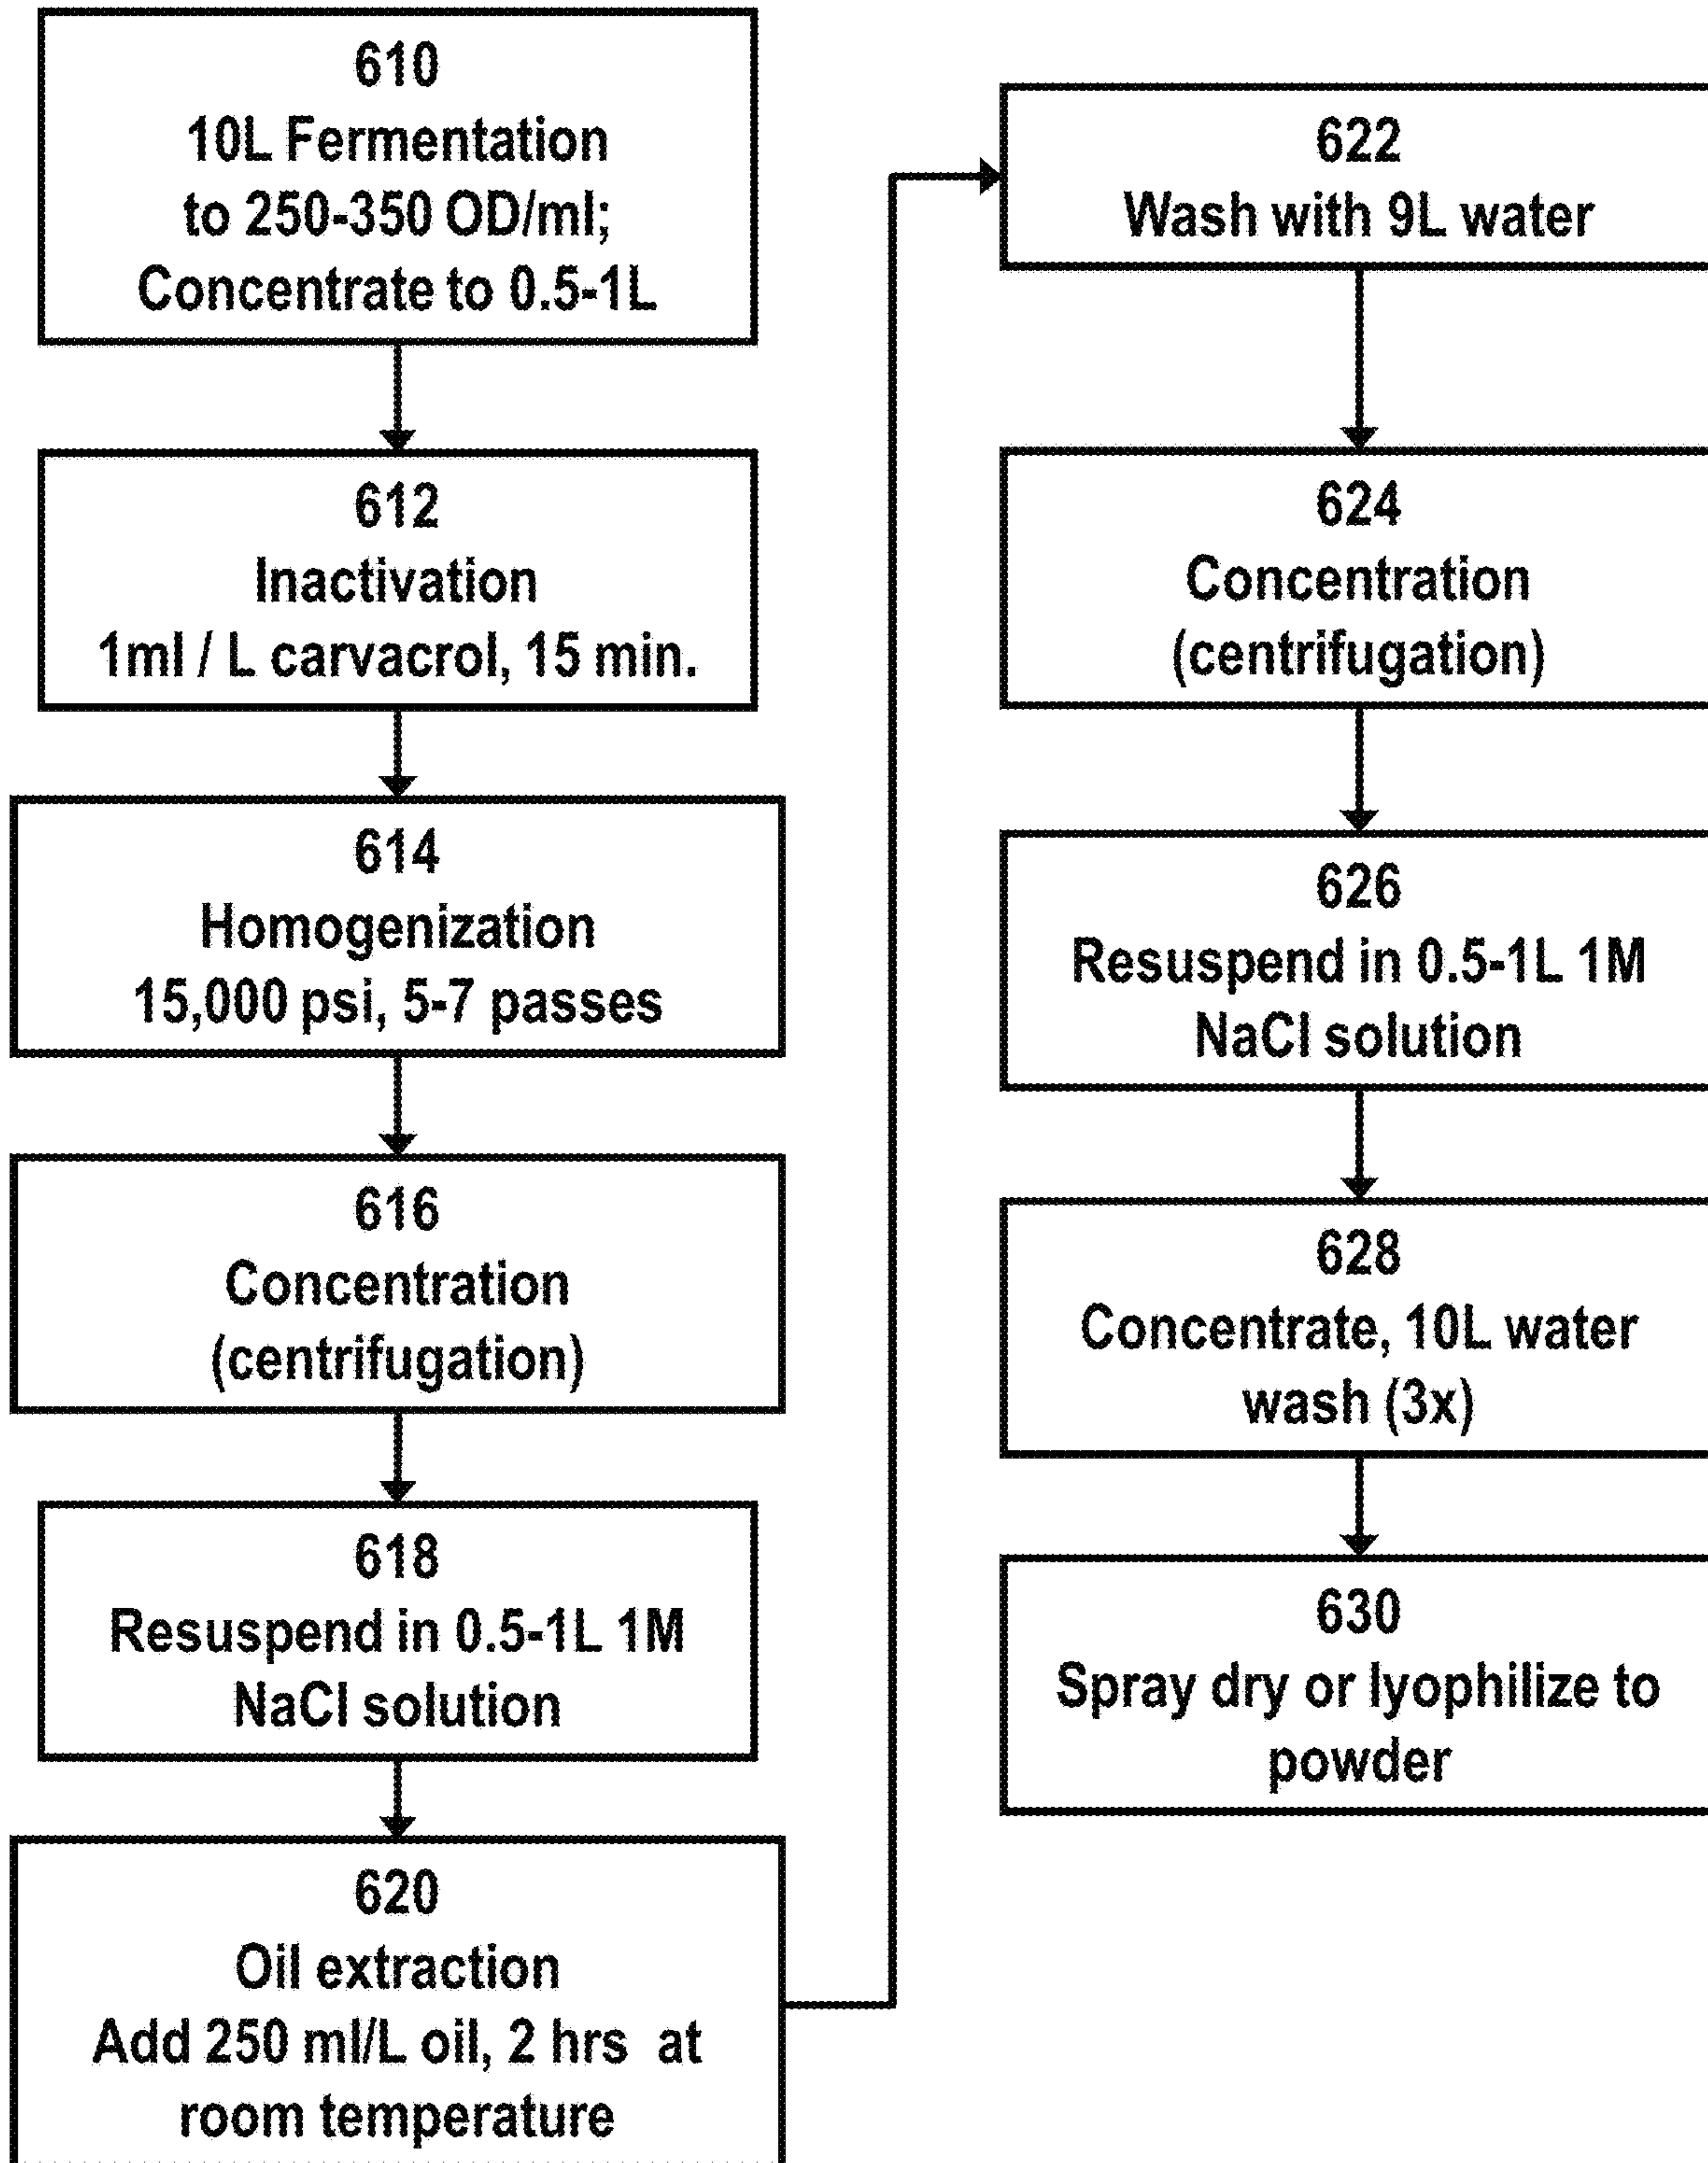 610
10L Fermentation
to 250-350 OD/ml;
Concentrate to 0.5-1L
612
Inactivation
1ml / L carvacrol, 15 min.
614
Homogenization
15,000 psi, 5-7 passes
616
Concentration
(centrifugation)
618
Resuspend in 0.5-1L 1M
NaCl solution
620
Oil extraction
Add 250 ml/L oil, 2 hrs at
room temperature
622
Wash with 9L water
624
Concentration
(centrifugation)
626
Resuspend in 0.5-1L 1M
NaCl solution
628
Concentrate, 10L water
wash (3x)
630
Spray dry or lyophilize to
powder